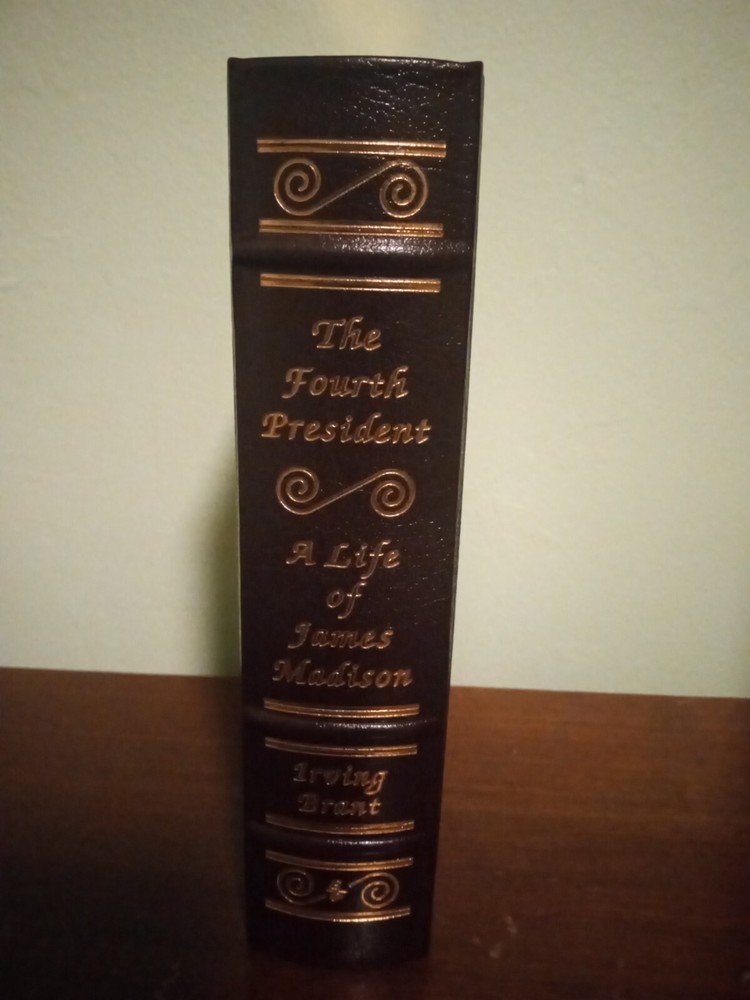 The
Fourth
President
A Life
of
James
Madison
Irving
Brant